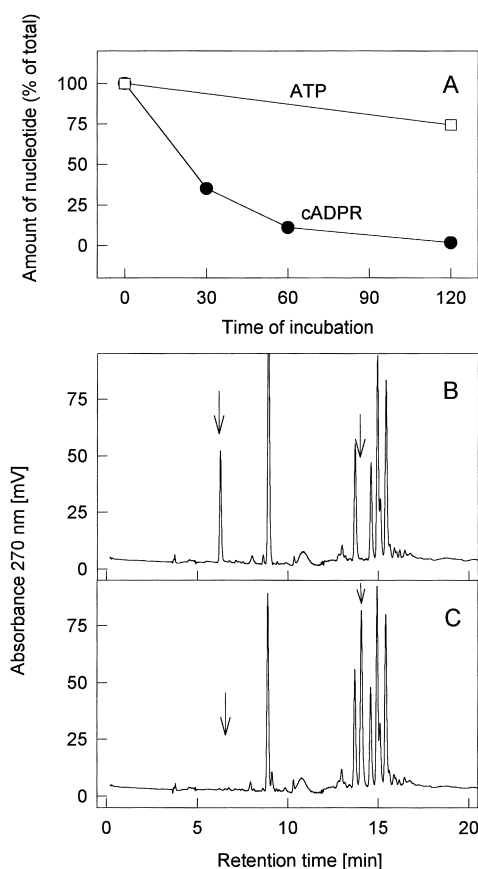 Amount of nucleotide (% of total)
100
75
50
25
0
ATP
A
cADPR
0
30
60
90
120
Time of incubation
Absorbance 270 nm [mV]
75
50
25
0
B
75
50
25
0
C
0
5
10
15
20
Retention time [min]